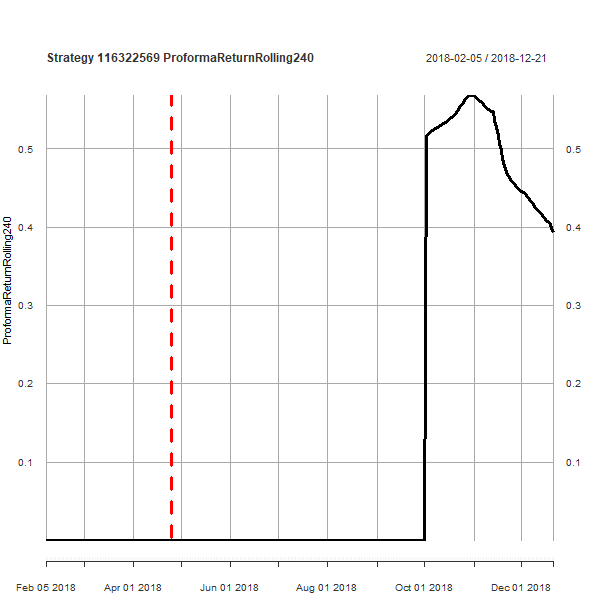 Strategy 116322569 ProformaReturnRolling240
2018-02-05 / 2018-12-21
ProformaReturnRolling240
0.5 0.5
0.4 0.4
0.3 0.3
0.2 0.2
0.1 0.1
Feb 05 2018 Apr 01 2018 Jun 01 2018 Aug 01 2018 Oct 01 2018 Dec 01 2018